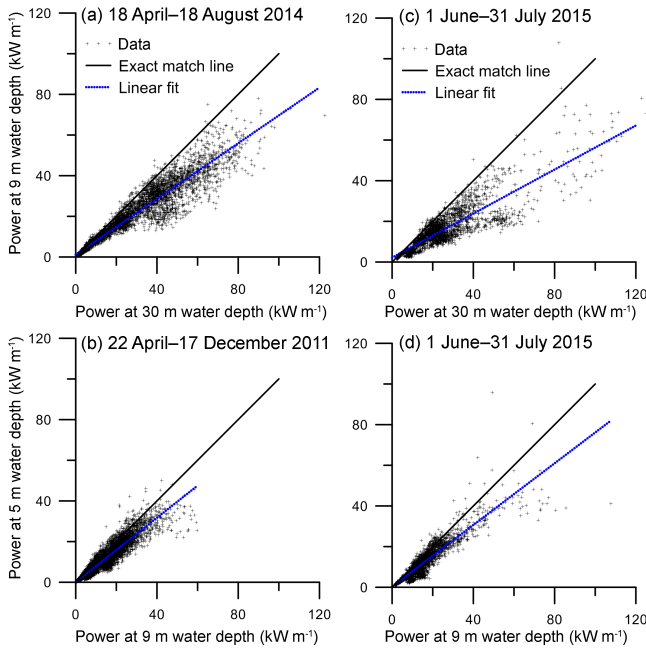 (a) 18 April–18 August 2014
Data
Exact match line
Linear fit
120
80
40
0
0 40 80 120
Power at 9 m water depth (kW m-1)
Power at 30 m water depth (kW m-1)
(c) 1 June–31 July 2015
Data
Exact match line
Linear fit
120
80
40
0
0 40 80 120
Power at 30 m water depth (kW m-1)
(b) 22 April–17 December 2011
120
80
40
0
0 40 80 120
Power at 5 m water depth (kW m-1)
Power at 9 m water depth (kW m-1)
(d) 1 June–31 July 2015
120
80
40
0
0 40 80 120
Power at 9 m water depth (kW m-1)